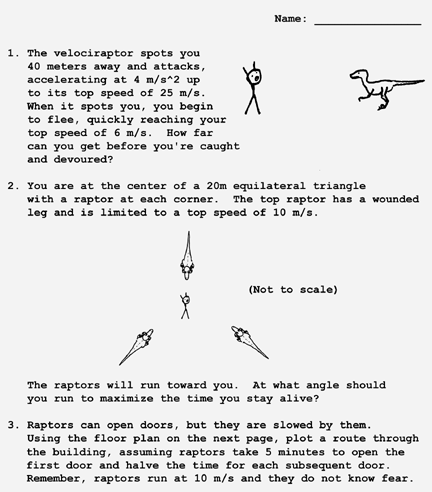 Name: ________________
1. The velociraptor spots you
40 meters away and attacks,
accelerating at 4 m/s^2 up
to its top speed of 25 m/s.
When it spots you, you begin
to flee, quickly reaching your
top speed of 6 m/s. How far
can you get before you're caught
and devoured?
2. You are at the center of a 20m equilateral triangle
with a raptor at each corner. The top raptor has a wounded
leg and is limited to a top speed of 10 m/s.
(Not to scale)
The raptors will run toward you. At what angle should
you run to maximize the time you stay alive?
3. Raptors can open doors, but they are slowed by them.
Using the floor plan on the next page, plot a route through
the building, assuming raptors take 5 minutes to open the
first door and halve the time for each subsequent door.
Remember, raptors run at 10 m/s and they do not know fear.